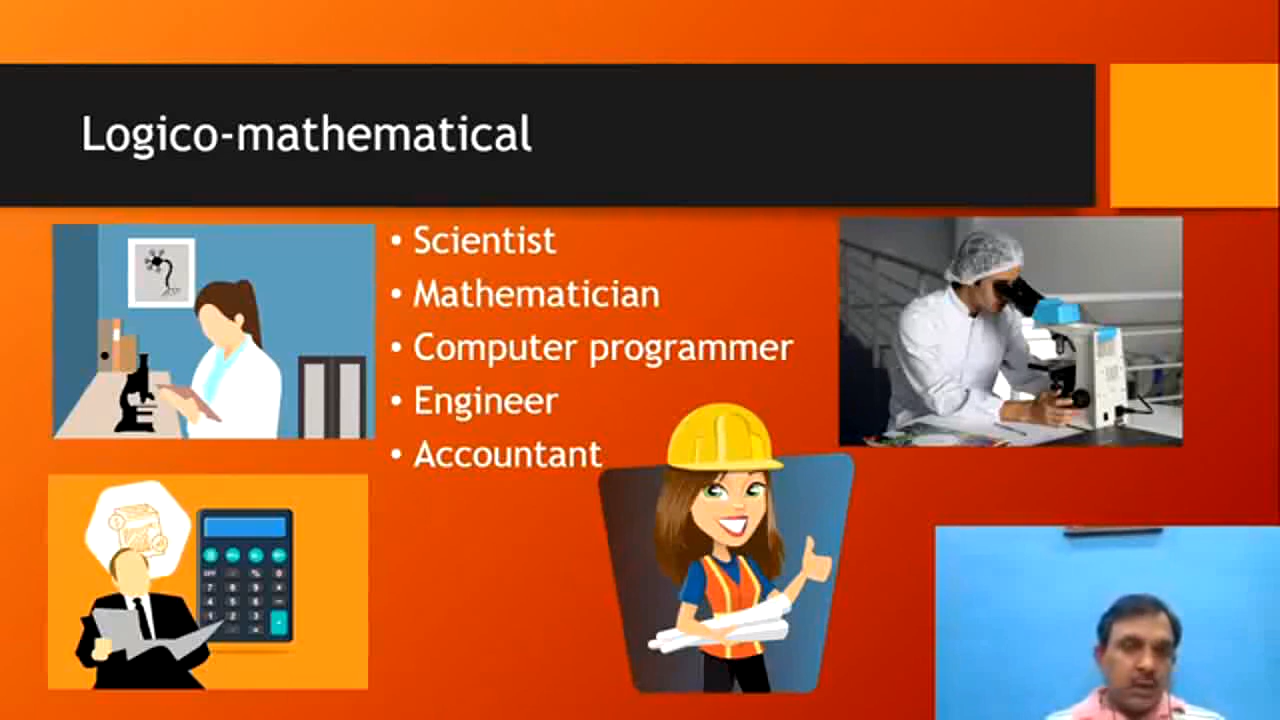 Logico-mathematical
• Scientist
• Mathematician
• Computer programmer
• Engineer
• Accountant